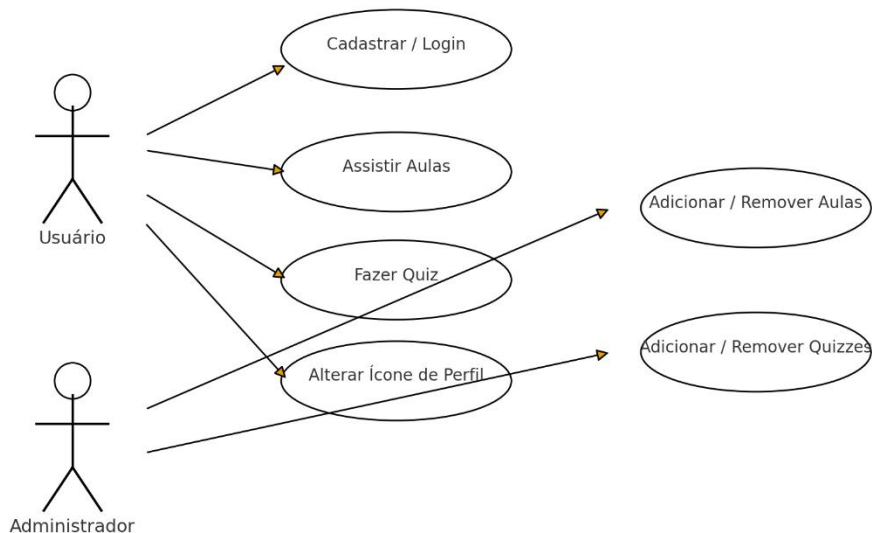 Cadastrar / Login
Assistir Aulas
Adicionar / Remover Aulas
Usuário
Fazer Quiz
Adicionar / Remover Quizzes
Alterar Ícone de Perfil
Administrador